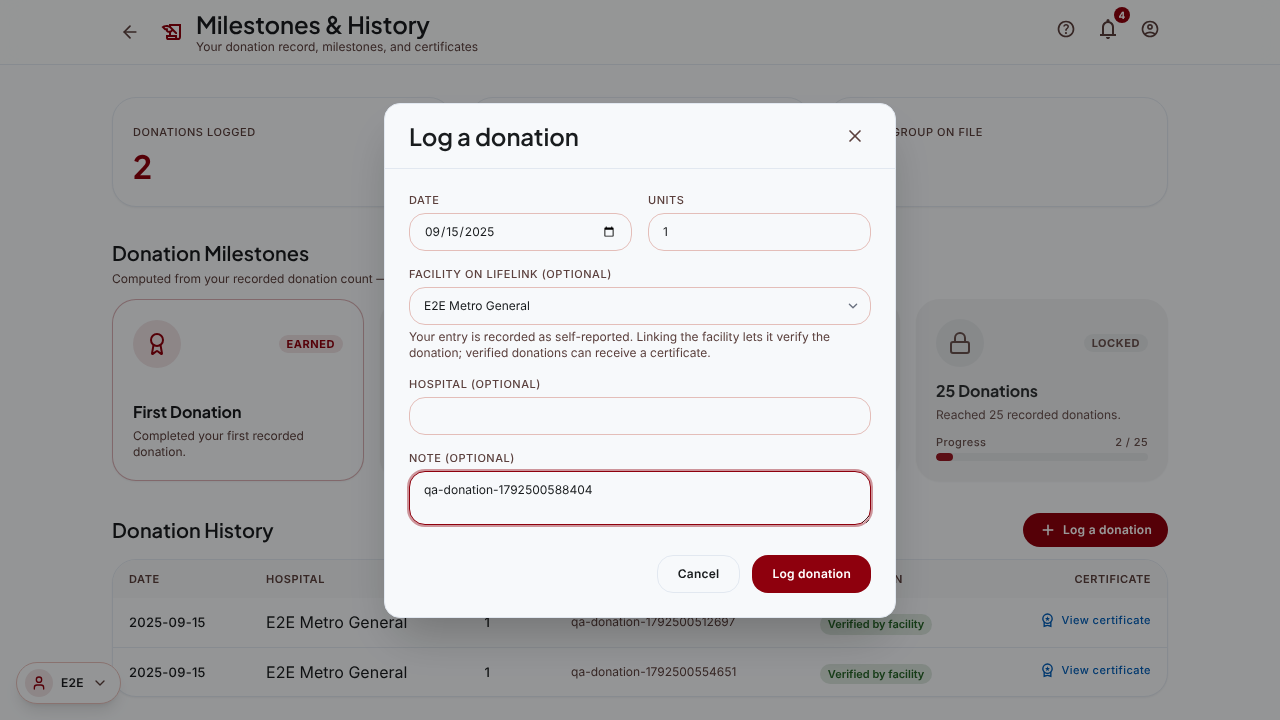 Milestones & History
Your donation record, milestones, and certificates
4
DONATIONS LOGGED
2
GROUP ON FILE
Donation Milestones
Computed from your recorded donation count —
EARNED
First Donation
Completed your first recorded
donation.
LOCKED
25 Donations
Reached 25 recorded donations.
Progress
2 / 25
Donation History
Log a donation
DATE
HOSPITAL
CERTIFICATE
2025-09-15
E2E Metro General
1
qa-donation-1792500512697
Verified by facility
View certificate
2025-09-15
E2E Metro General
1
qa-donation-1792500554651
Verified by facility
View certificate
E2E
Log a donation
DATE
UNITS
09/15/2025
1
FACILITY ON LIFELINK (OPTIONAL)
E2E Metro General
Your entry is recorded as self-reported. Linking the facility lets it verify the
donation; verified donations can receive a certificate.
HOSPITAL (OPTIONAL)
NOTE (OPTIONAL)
qa-donation-1792500588404
Cancel
Log donation